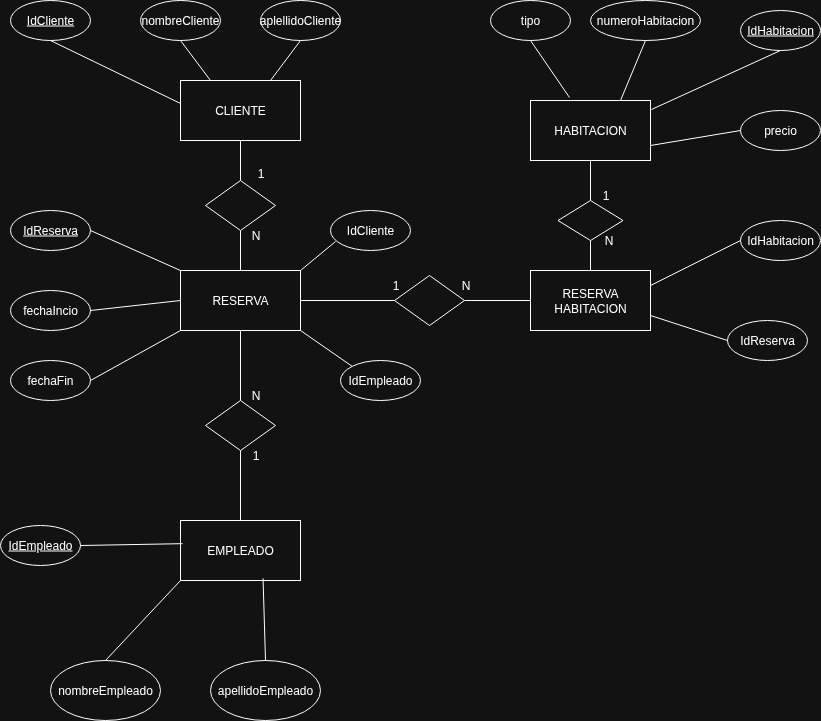 IdCliente
nombreCliente
aplellidoCliente
tipo
numeroHabitacion
IdHabitacion
CLIENTE
HABITACION
precio
1
1
N
N
IdReserva
IdCliente
IdHabitacion
fechaIncio
RESERVA
1
N
RESERVA
HABITACION
IdReserva
fechaFin
IdEmpleado
N
1
IdEmpleado
EMPLEADO
nombreEmpleado
apellidoEmpleado